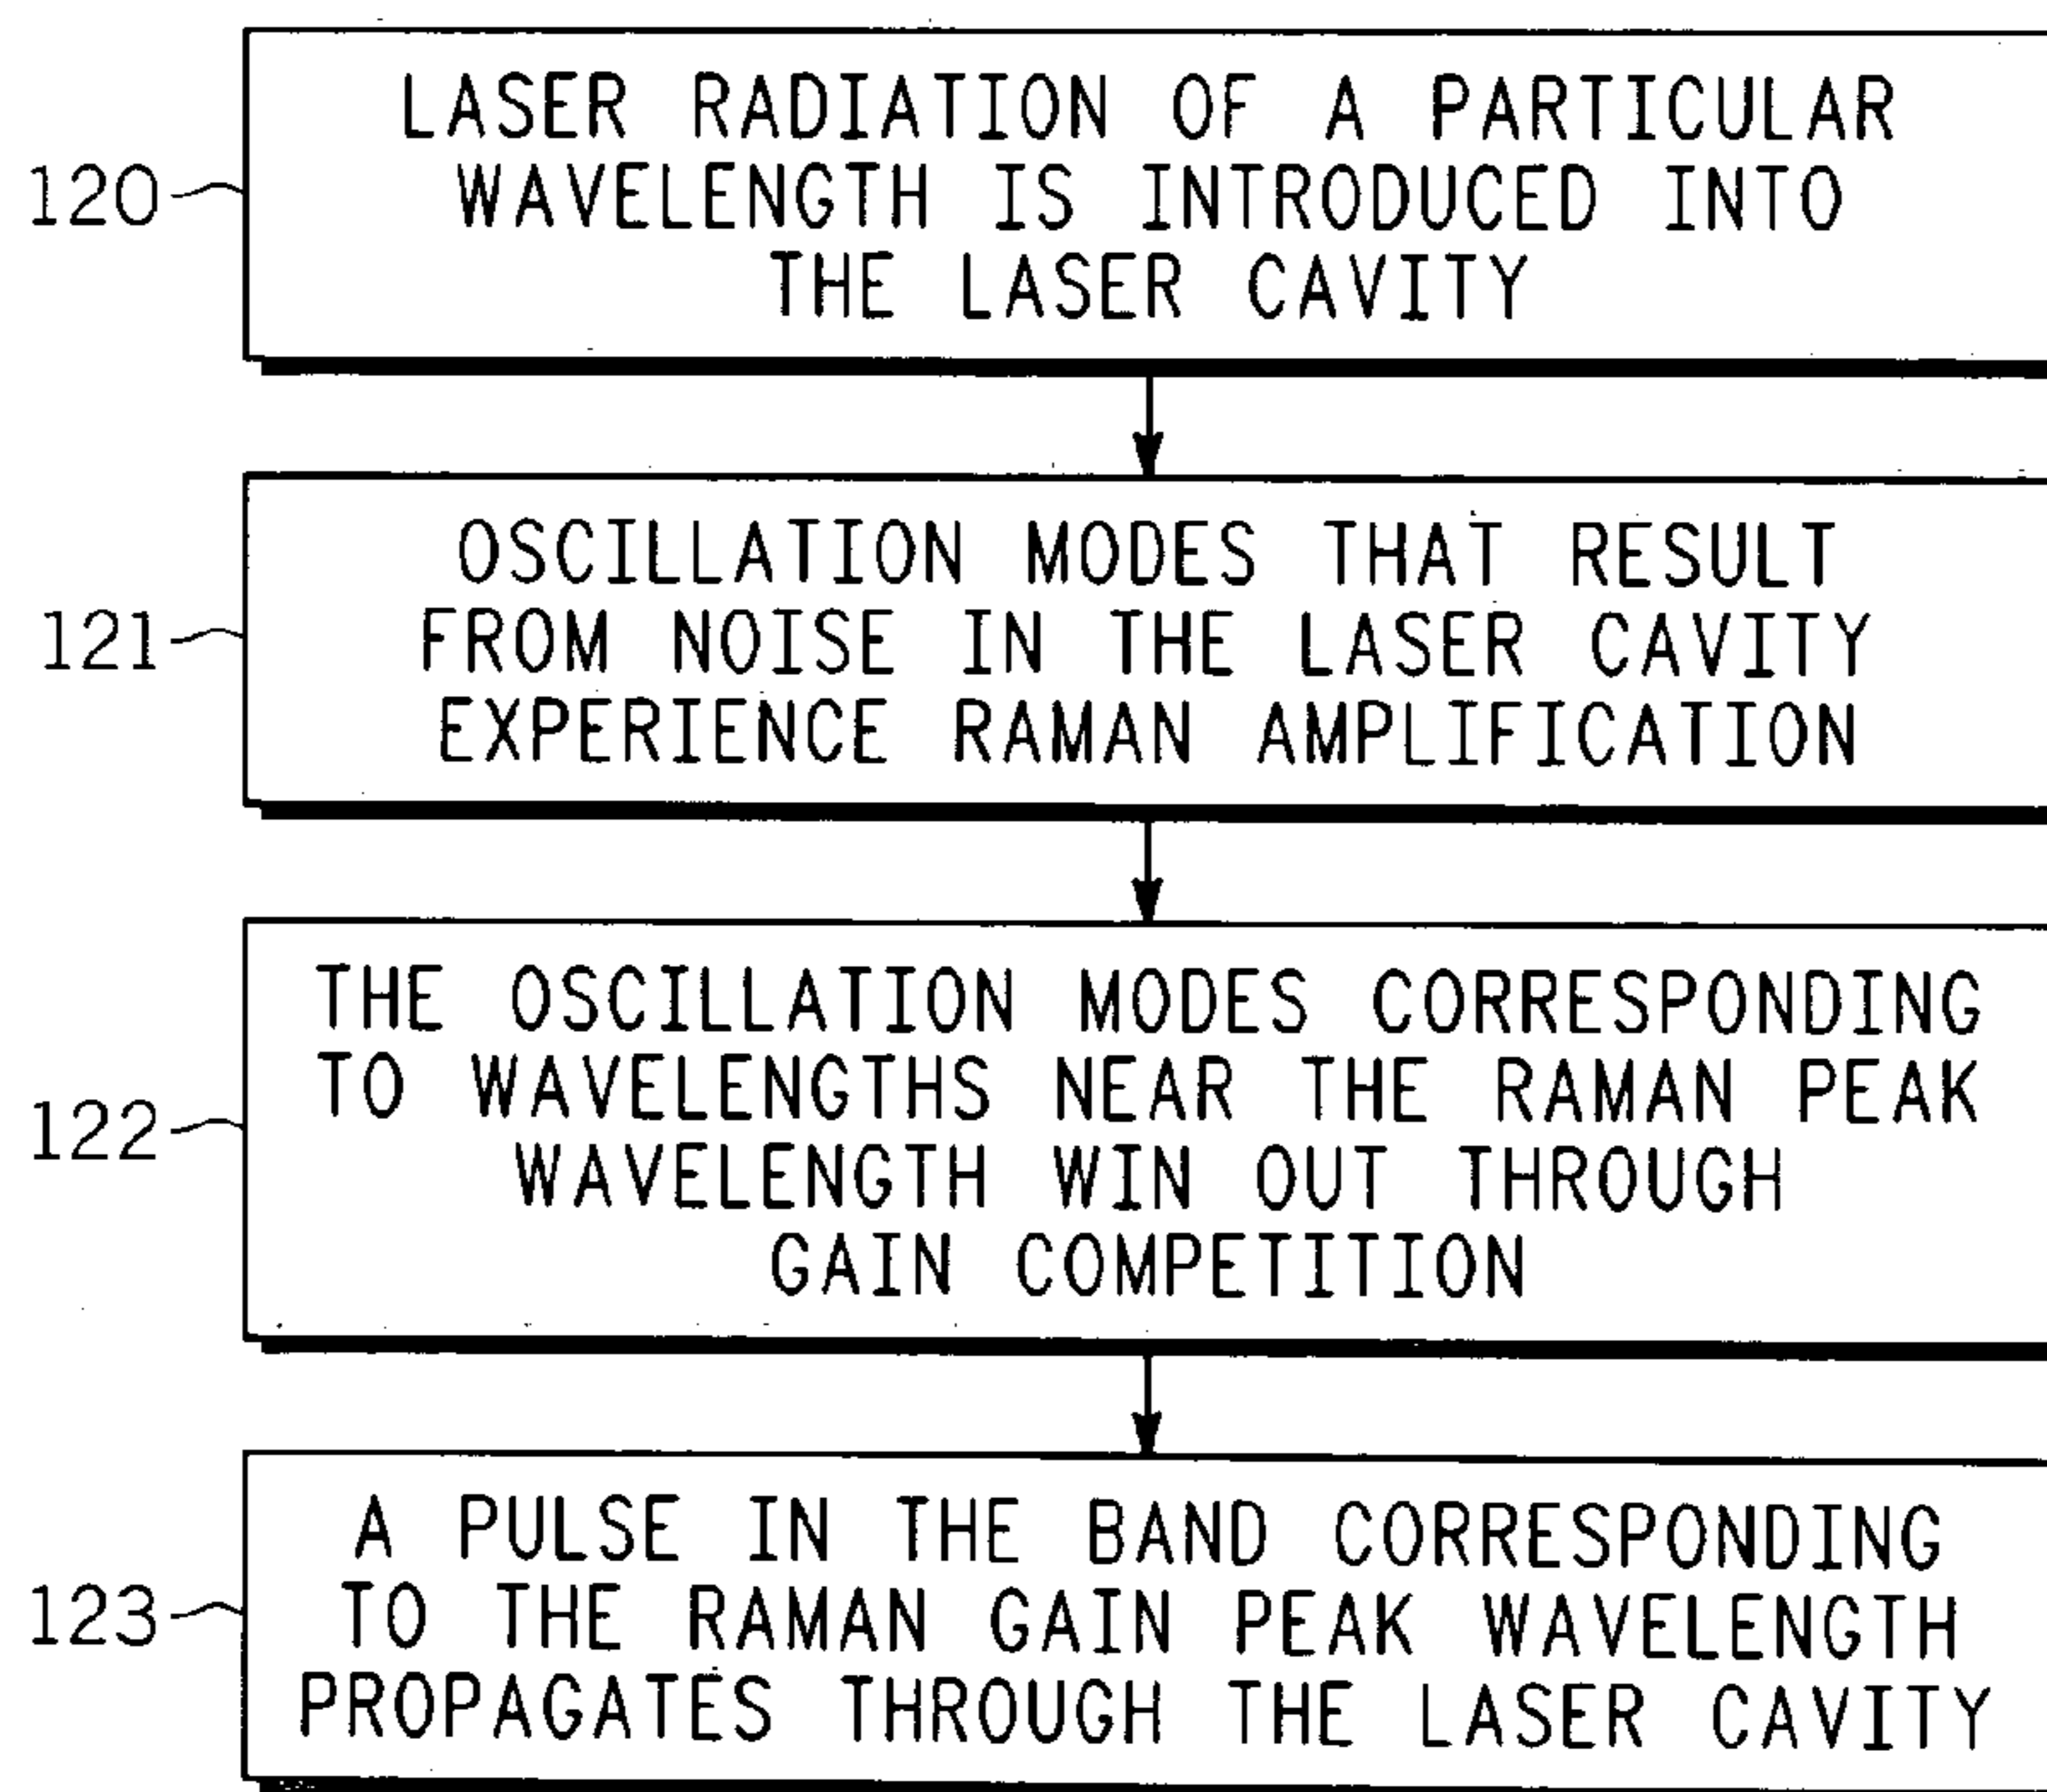 LASER RADIATION OF A PARTICULAR
WAVELENGTH IS INTRODUCED INTO
THE LASER CAVITY
120
OSCILLATION MODES THAT RESULT
FROM NOISE IN THE LASER CAVITY
EXPERIENCE RAMAN AMPLIFICATION
121
THE OSCILLATION MODES CORRESPONDING
TO WAVELENGTHS NEAR THE RAMAN PEAK
WAVELENGTH WIN OUT THROUGH
GAIN COMPETITION
122
A PULSE IN THE BAND CORRESPONDING
TO THE RAMAN GAIN PEAK WAVELENGTH
PROPAGATES THROUGH THE LASER CAVITY
123